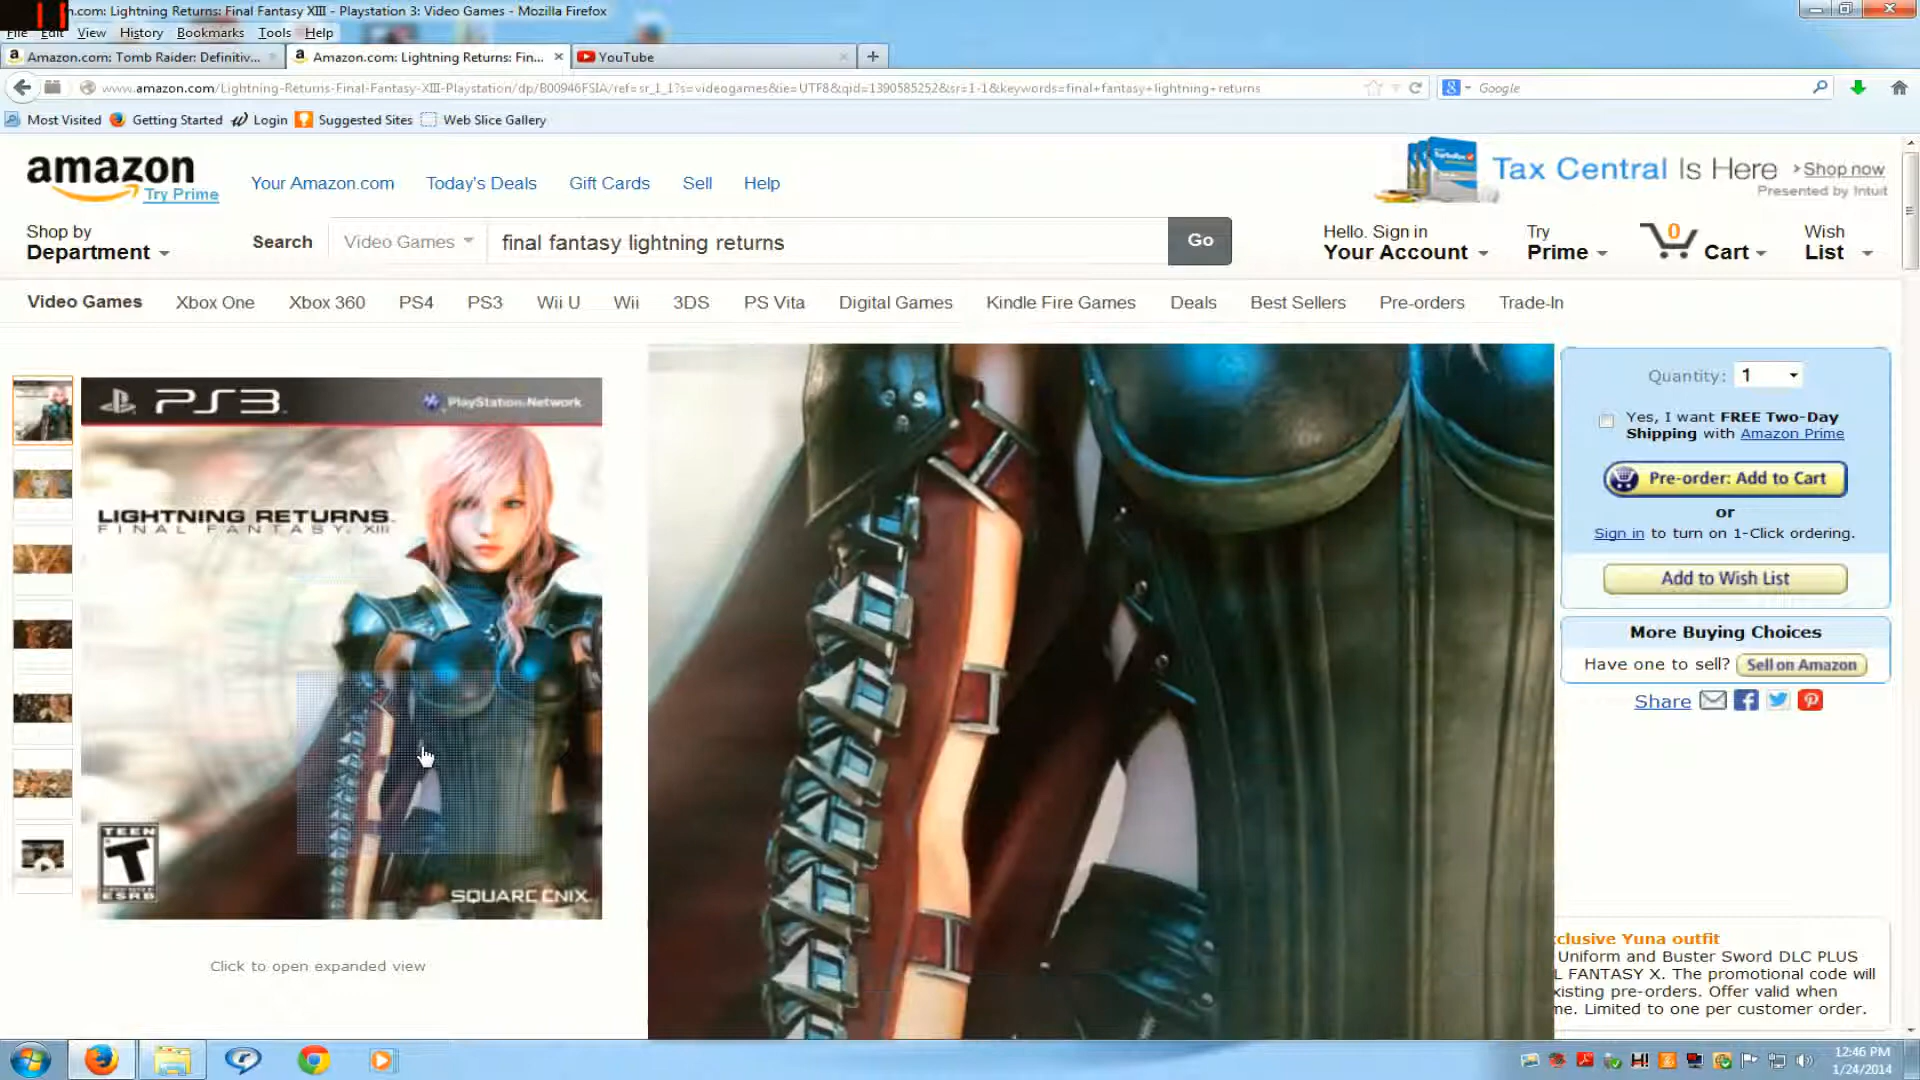 n.com: Lightning Returns: Final Fantasy XIII - Playstation 3: Video Games - Mozilla Firefox
File Edit View History Bookmarks Tools Help
Amazon.com: Tomb Raider: Definitiv...
Amazon.com: Lightning Returns: Fin...
YouTube
www.amazon.com/Lightning-Returns-Final-Fantasy-XIII-Playstation/dp/B00946FSIA/ref=sr_1_1?s=videogames&ie=UTF8&qid=1390585252&sr=1-1&keywords=final+fantasy+lightning+returns
Google
Most Visited Getting Started Login Suggested Sites Web Slice Gallery
amazon
Try Prime
Your Amazon.com Today's Deals Gift Cards Sell Help
Tax Central Is Here Shop now
Presented by Intuit
Shop by
Department
Search Video Games final fantasy lightning returns Go
Hello. Sign in
Your Account
Try
Prime
0
Cart
Wish
List
Video Games Xbox One Xbox 360 PS4 PS3 Wii U Wii 3DS PS Vita Digital Games Kindle Fire Games Deals Best Sellers Pre-orders Trade-In
PS3 PlayStation Network
LIGHTNING RETURNS
FINAL FANTASY XIII
TEEN
T
ESRB
SQUARE ENIX
Click to open expanded view
Quantity: 1
Yes, I want FREE Two-Day
Shipping with Amazon Prime
Pre-order: Add to Cart
or
Sign in to turn on 1-Click ordering.
Add to Wish List
More Buying Choices
Have one to sell? Sell on Amazon
Share
clusive Yuna outfit
Uniform and Buster Sword DLC PLUS
L FANTASY X. The promotional code will
xisting pre-orders. Offer valid when
me. Limited to one per customer order.
12:46 PM
1/24/2014